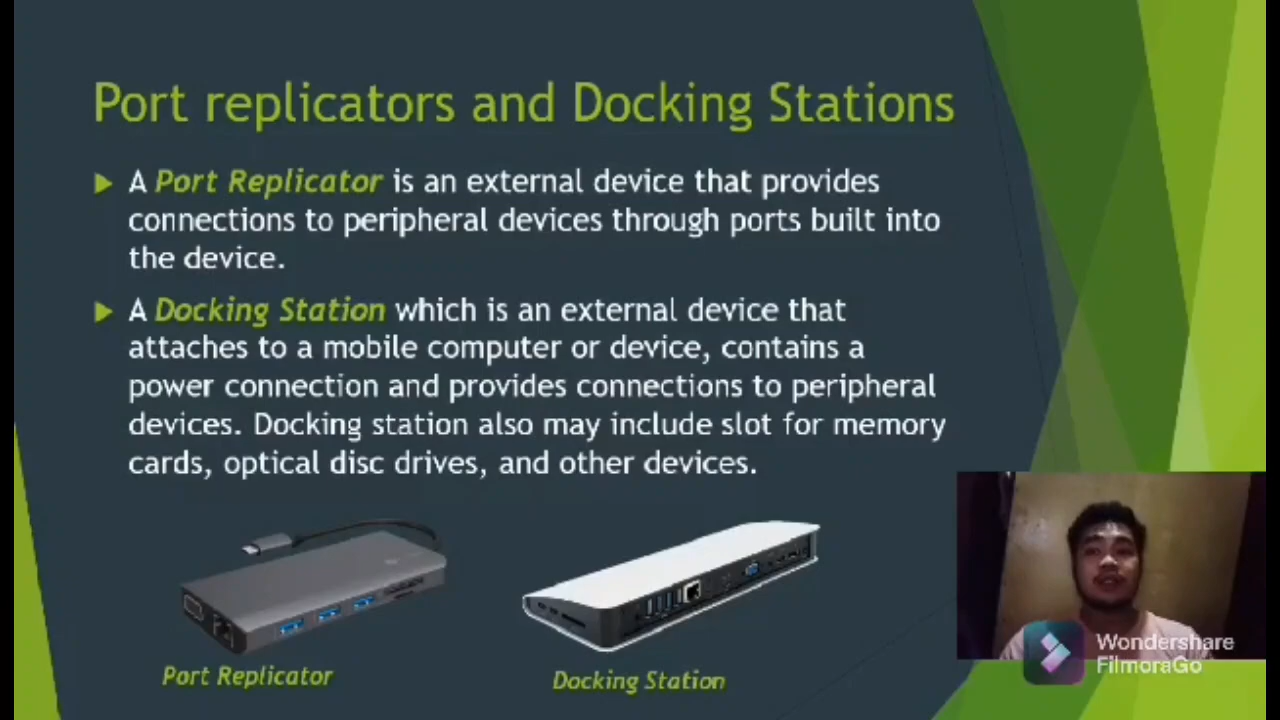 Port replicators and Docking Stations
A Port Replicator is an external device that provides
connections to peripheral devices through ports built into
the device.
A Docking Station which is an external device that
attaches to a mobile computer or device, contains a
power connection and provides connections to peripheral
devices. Docking station also may include slot for memory
cards, optical disc drives, and other devices.
Port Replicator
Docking Station
Wondershare
FilmoraGo